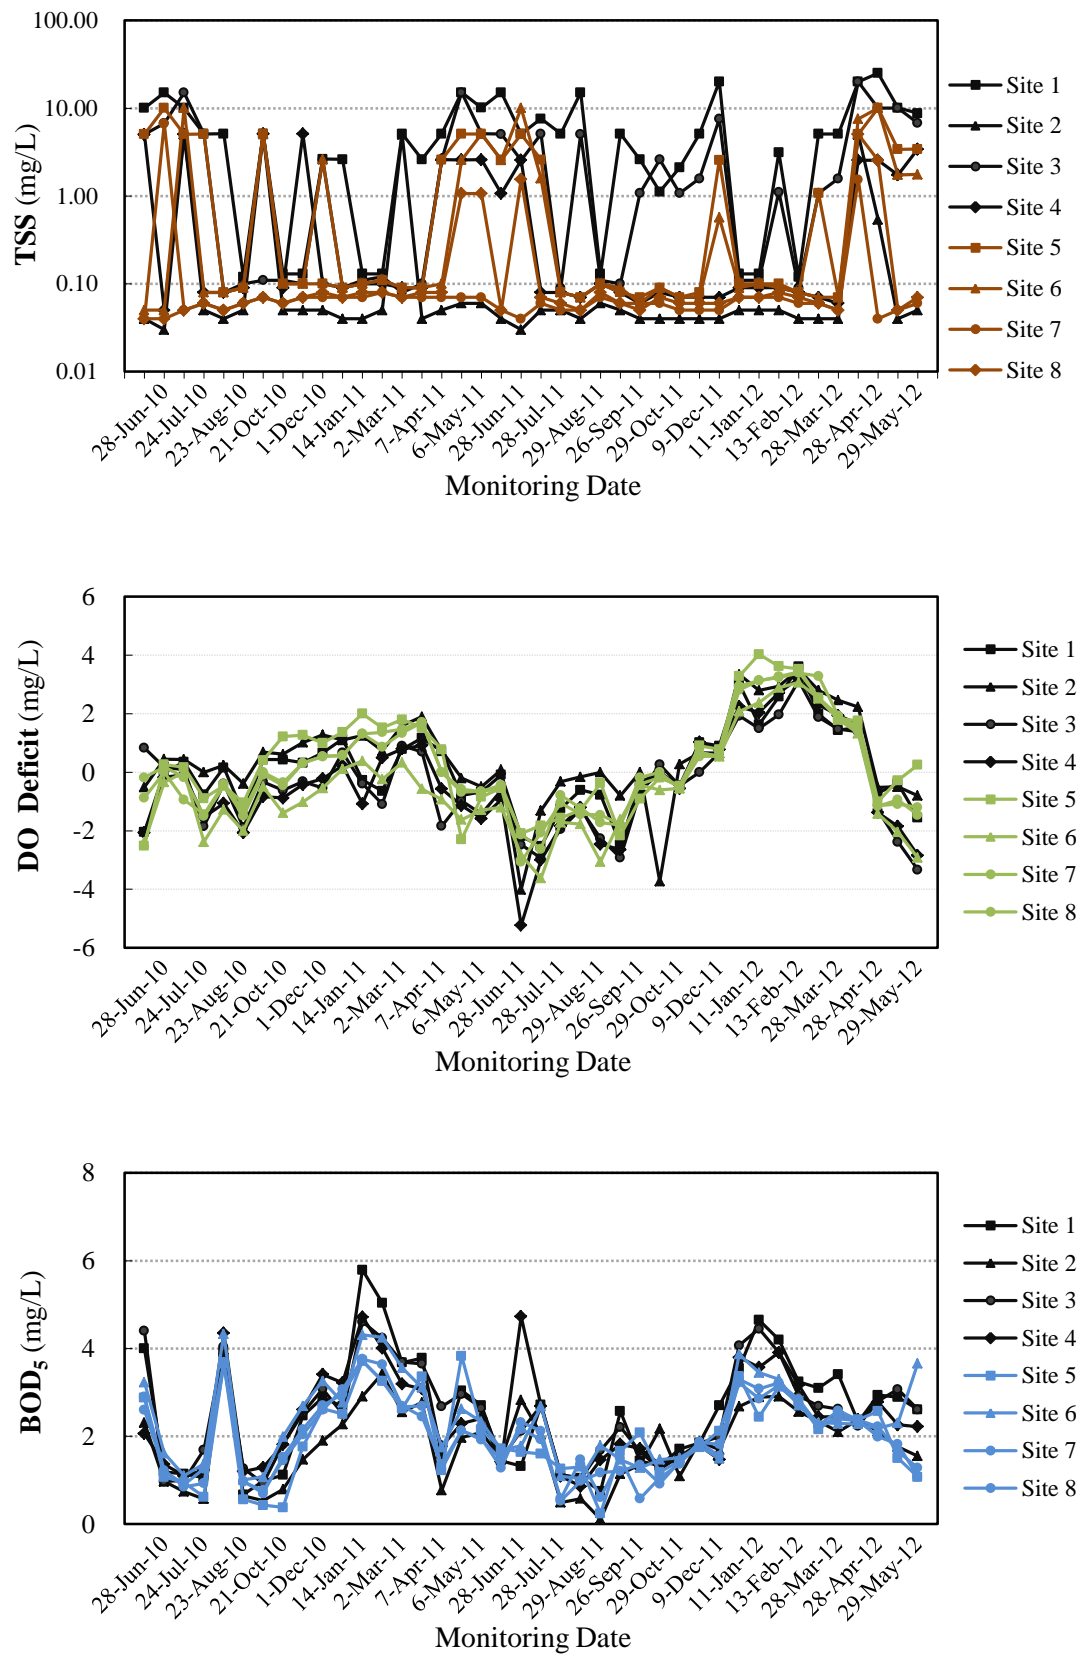 100.00
10.00
1.00
0.10
0.01
TSS (mg/L)
28-Jun-10
24-Jul-10
23-Aug-10
21-Oct-10
1-Dec-10
14-Jan-11
2-Mar-11
7-Apr-11
6-May-11
28-Jun-11
28-Jul-11
29-Aug-11
26-Sep-11
29-Oct-11
9-Dec-11
11-Jan-12
13-Feb-12
28-Mar-12
28-Apr-12
29-May-12
Monitoring Date
Site 1
Site 2
Site 3
Site 4
Site 5
Site 6
Site 7
Site 8
6
4
2
0
-2
-4
-6
DO Deficit (mg/L)
28-Jun-10
24-Jul-10
23-Aug-10
21-Oct-10
1-Dec-10
14-Jan-11
2-Mar-11
7-Apr-11
6-May-11
28-Jun-11
28-Jul-11
29-Aug-11
26-Sep-11
29-Oct-11
9-Dec-11
11-Jan-12
13-Feb-12
28-Mar-12
28-Apr-12
29-May-12
Monitoring Date
Site 1
Site 2
Site 3
Site 4
Site 5
Site 6
Site 7
Site 8
8
6
4
2
0
BOD₅ (mg/L)
28-Jun-10
24-Jul-10
23-Aug-10
21-Oct-10
1-Dec-10
14-Jan-11
2-Mar-11
7-Apr-11
6-May-11
28-Jun-11
28-Jul-11
29-Aug-11
26-Sep-11
29-Oct-11
9-Dec-11
11-Jan-12
13-Feb-12
28-Mar-12
28-Apr-12
29-May-12
Monitoring Date
Site 1
Site 2
Site 3
Site 4
Site 5
Site 6
Site 7
Site 8